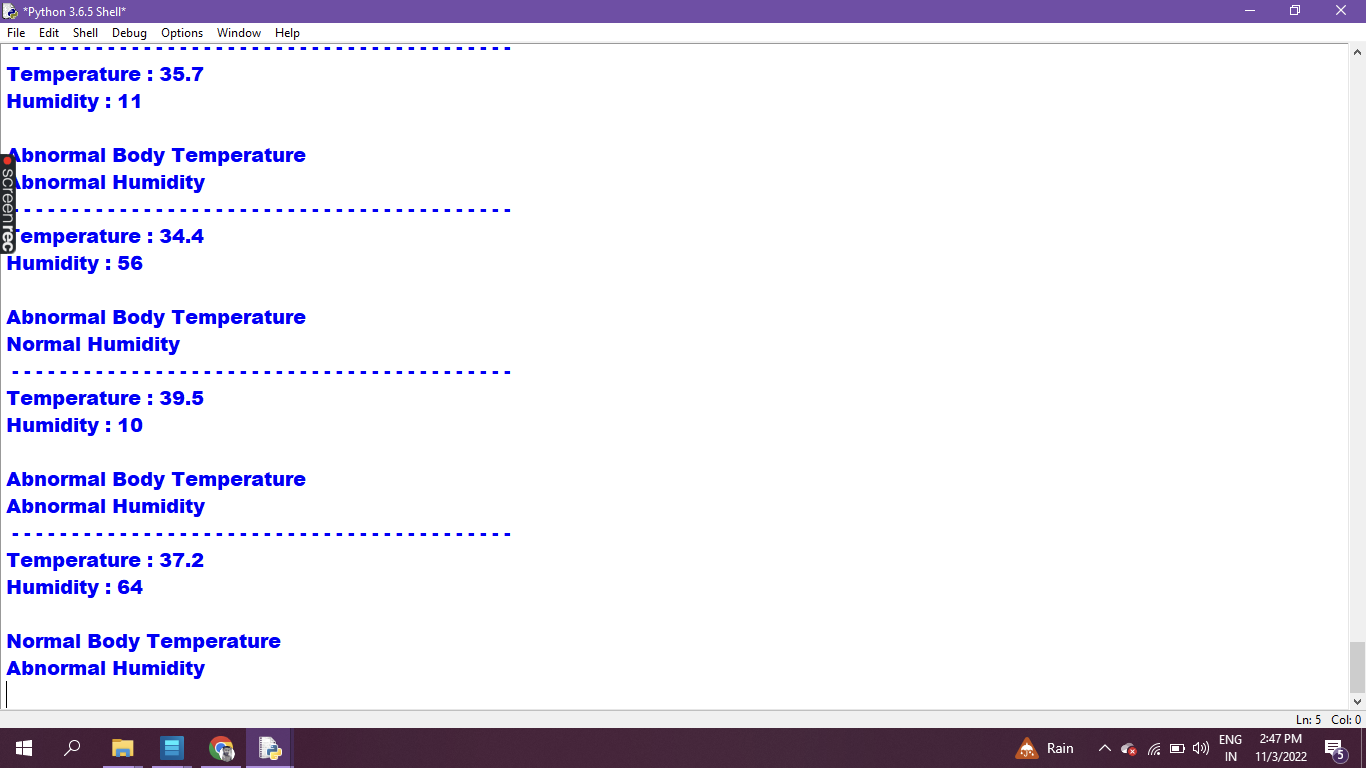 *Python 3.6.5 Shell*
File Edit Shell Debug Options Window Help
-----------------------------------------
Temperature : 35.7
Humidity : 11
Abnormal Body Temperature
Abnormal Humidity
-----------------------------------------
Temperature : 34.4
Humidity : 56
Abnormal Body Temperature
Normal Humidity
-----------------------------------------
Temperature : 39.5
Humidity : 10
Abnormal Body Temperature
Abnormal Humidity
-----------------------------------------
Temperature : 37.2
Humidity : 64
Normal Body Temperature
Abnormal Humidity
screenrec
Ln: 5 Col: 0
Rain
ENG
IN
2:47 PM
11/3/2022
5